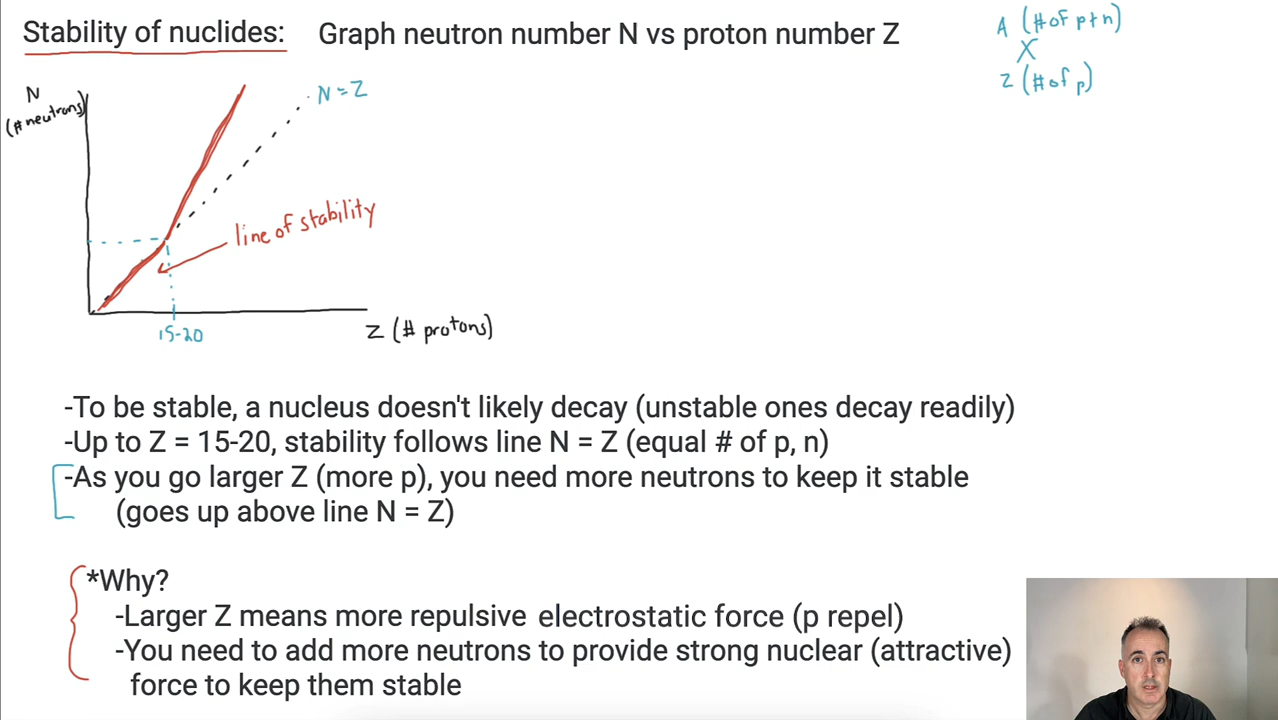 Stability of nuclides: Graph neutron number N vs proton number Z
A (# of p+n)
X
Z (# of p)
N
(# neutrons)
N = Z
line of stability
15-20
Z (# protons)
-To be stable, a nucleus doesn't likely decay (unstable ones decay readily)
-Up to Z = 15-20, stability follows line N = Z (equal # of p, n)
-As you go larger Z (more p), you need more neutrons to keep it stable
(goes up above line N = Z)
*Why?
-Larger Z means more repulsive electrostatic force (p repel)
-You need to add more neutrons to provide strong nuclear (attractive)
force to keep them stable